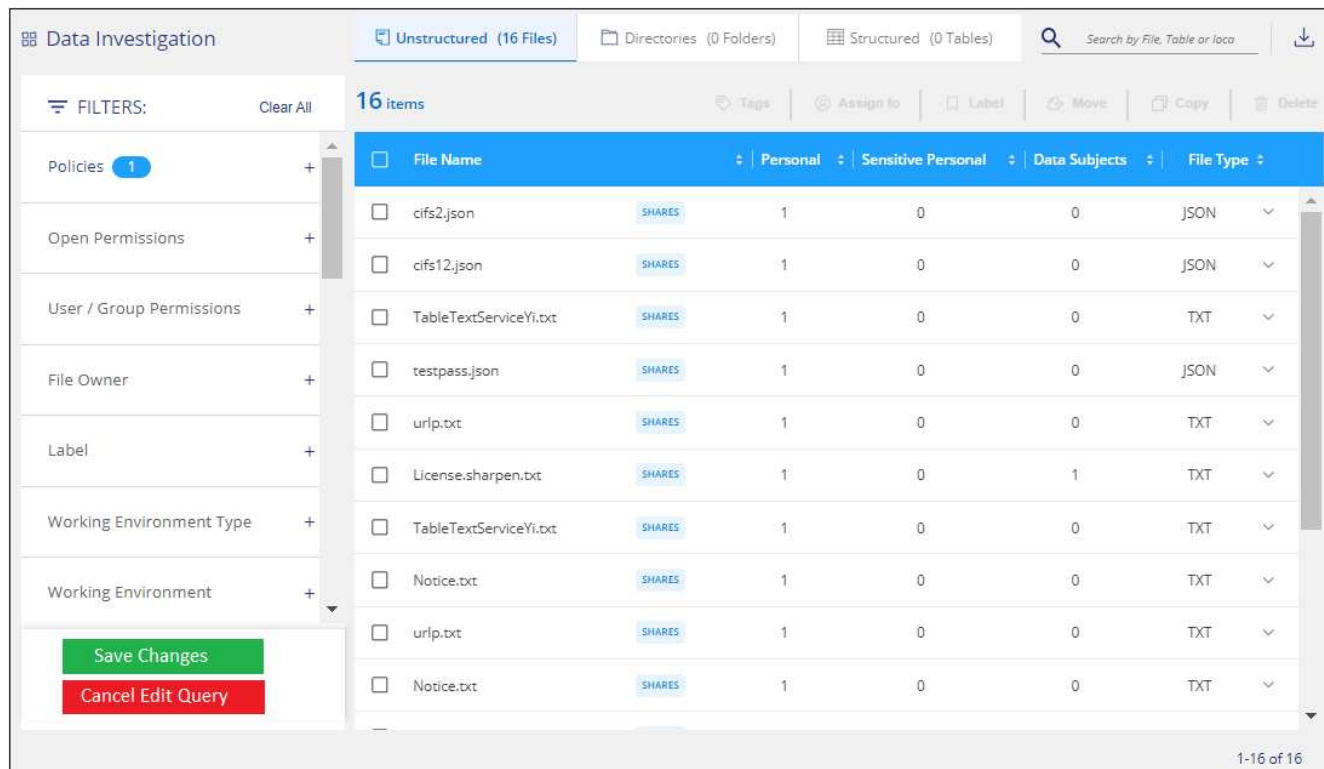 Data Investigation
Unstructured (16 Files)
Directories (0 Folders)
Structured (0 Tables)
Search by File, Table or loca
FILTERS: Clear All
16 items
Tags Assign to Label Move Copy Delete
Policies 1 +
Open Permissions +
User / Group Permissions +
File Owner +
Label +
Working Environment Type +
Working Environment +
Save Changes
Cancel Edit Query
File Name Personal Sensitive Personal Data Subjects File Type
cifs2.json SHARES 1 0 0 JSON
cifs12.json SHARES 1 0 0 JSON
TableTextServiceYi.txt SHARES 1 0 0 TXT
testpass.json SHARES 1 0 0 JSON
urlp.txt SHARES 1 0 0 TXT
License.sharpen.txt SHARES 1 0 1 TXT
TableTextServiceYi.txt SHARES 1 0 0 TXT
Notice.txt SHARES 1 0 0 TXT
urlp.txt SHARES 1 0 0 TXT
Notice.txt SHARES 1 0 0 TXT
1-16 of 16